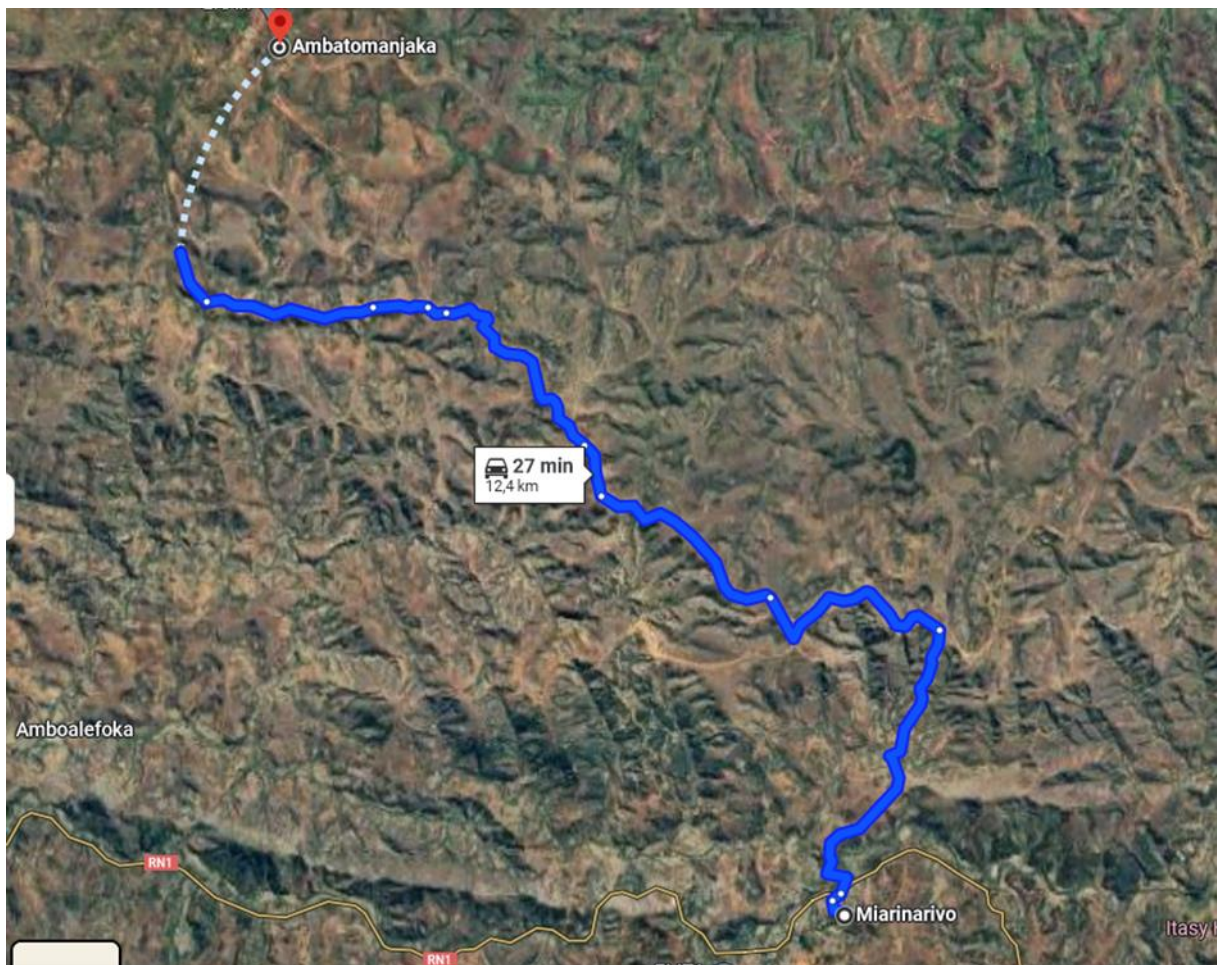 Ambatomanjaka
27 min
12,4 km
Amboalefoka
RN1
Miarinarivo
RN1
Itasy